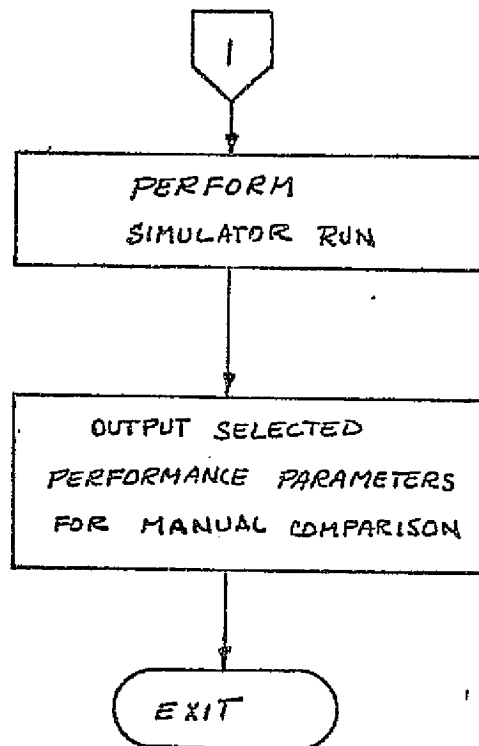 1
PERFORM
SIMULATOR RUN
OUTPUT SELECTED
PERFORMANCE PARAMETERS
FOR MANUAL COMPARISON
EXIT